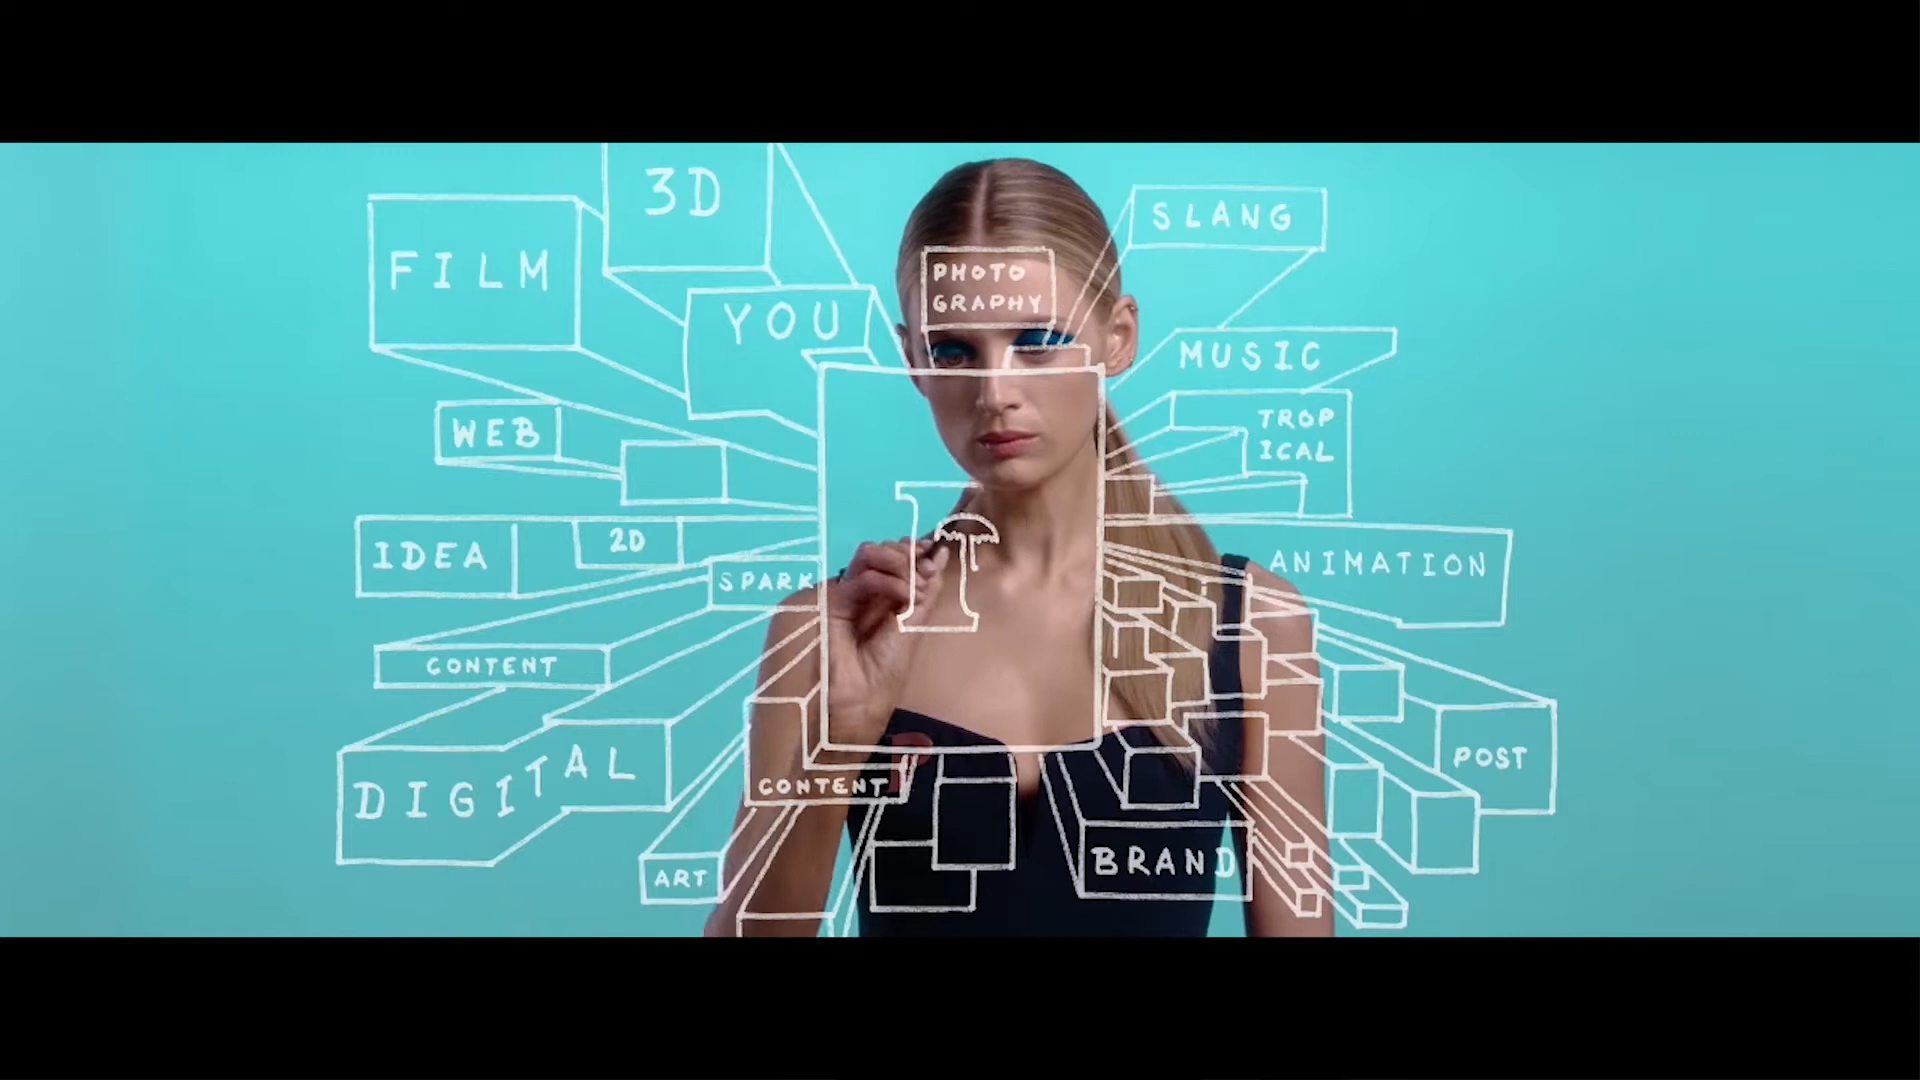 3D
SLANG
FILM
PHOTO
GRAPHY
YOU
MUSIC
WEB
TROP
ICAL
2D
IDEA
ANIMATION
SPARK
CONTENT
POST
DIGITAL
CONTENT
BRAND
ART